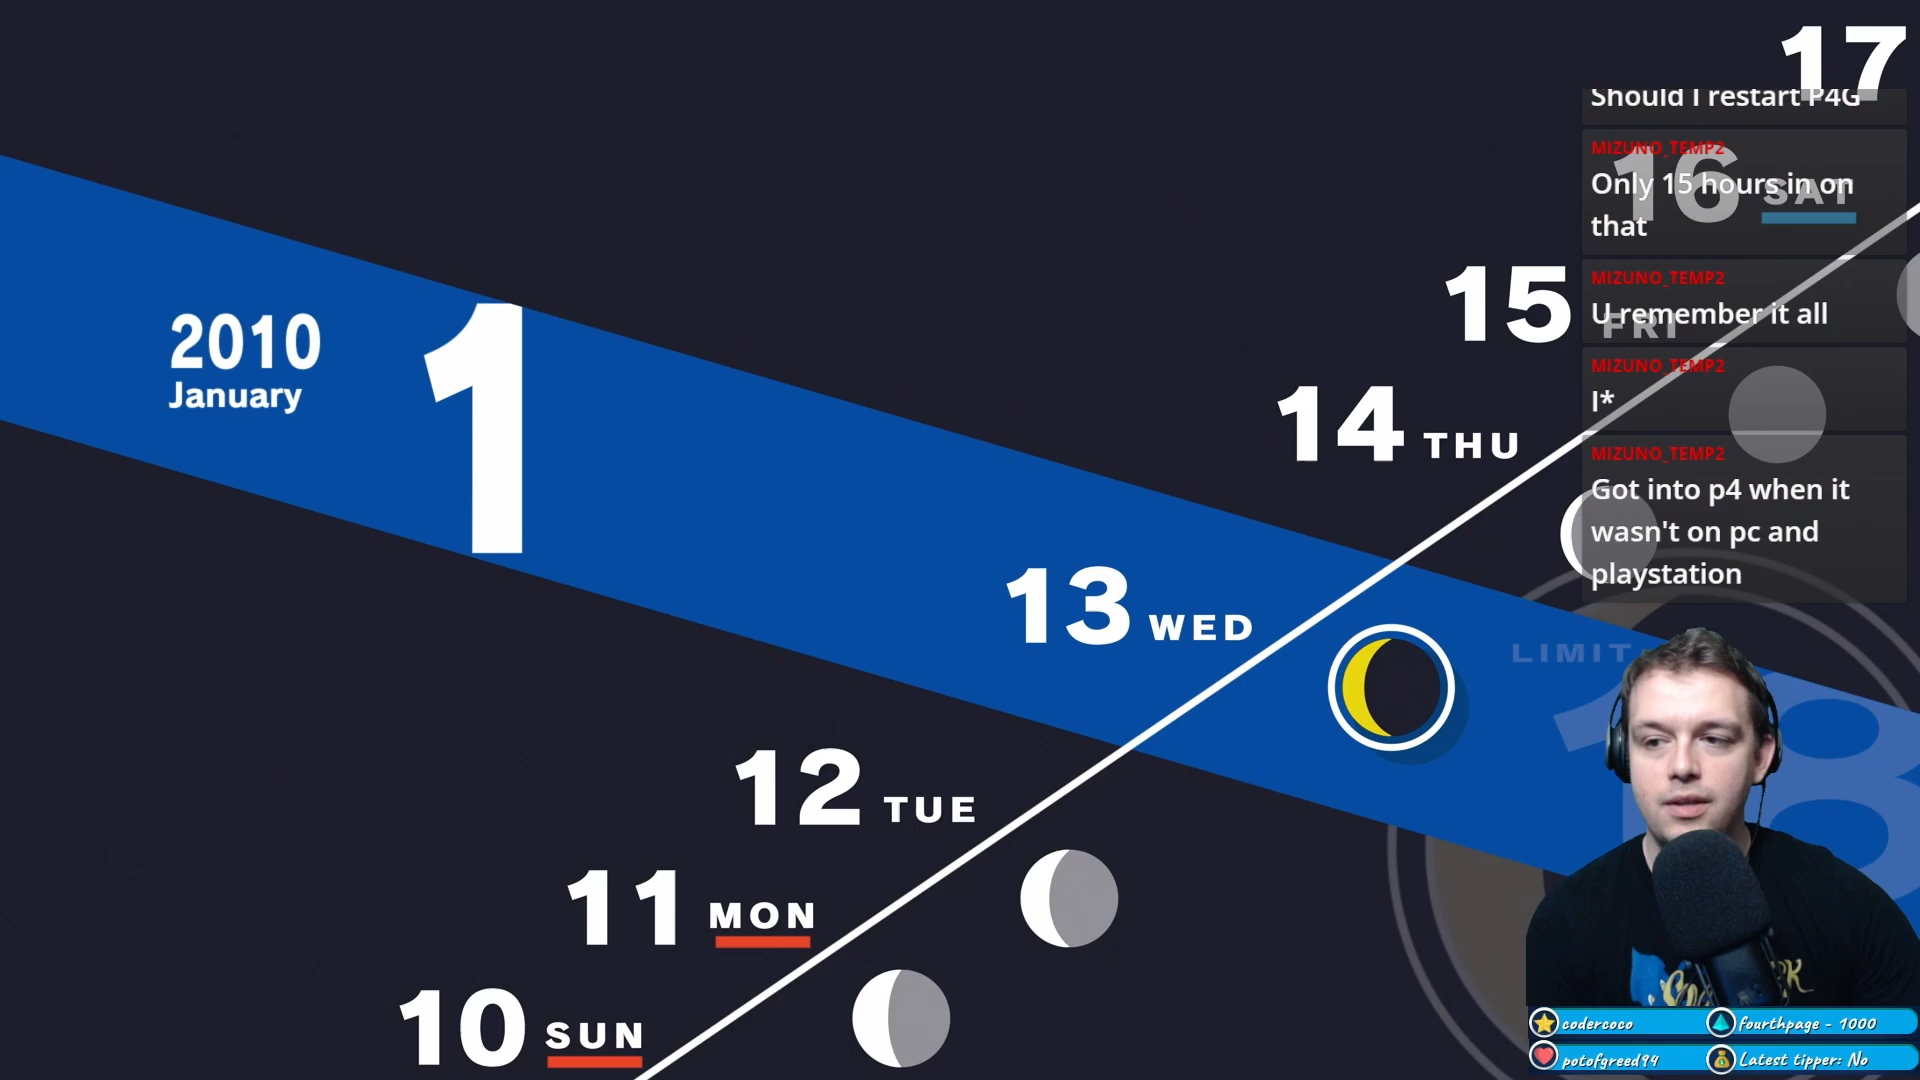 17
Should I restart P4G
MIZUNO_TEMP2
Only 15 hours in on
that
16 SAT
MIZUNO_TEMP2
U remember it all
15 FRI
MIZUNO_TEMP2
I*
MIZUNO_TEMP2
Got into p4 when it
wasn't on pc and
playstation
2010
January
1
14 THU
13 WED
LIMIT
18
12 TUE
11 MON
10 SUN
codercoco
fourthpage - 1000
potofgreed94
Latest tipper: No